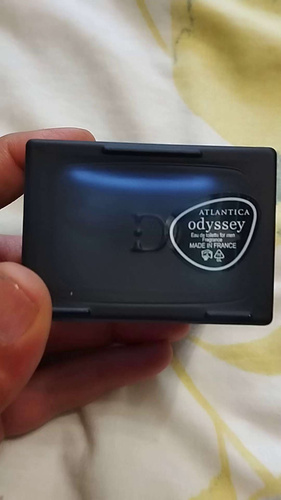 D
ATLANTICA
odyssey
Eau de toilette for men
Fragrance
MADE IN FRANCE